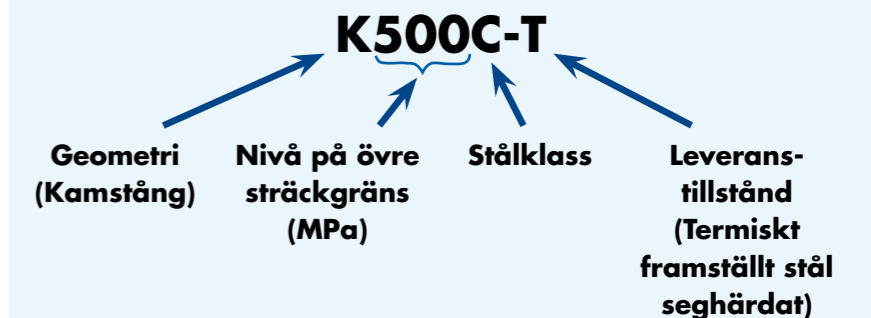 K500C-T
Geometri
(Kamstång)
Nivå på övre
sträckgräns
(MPa)
Stålklass
Leverans-
tillstånd
(Termiskt
framställt stål
seghärdat)